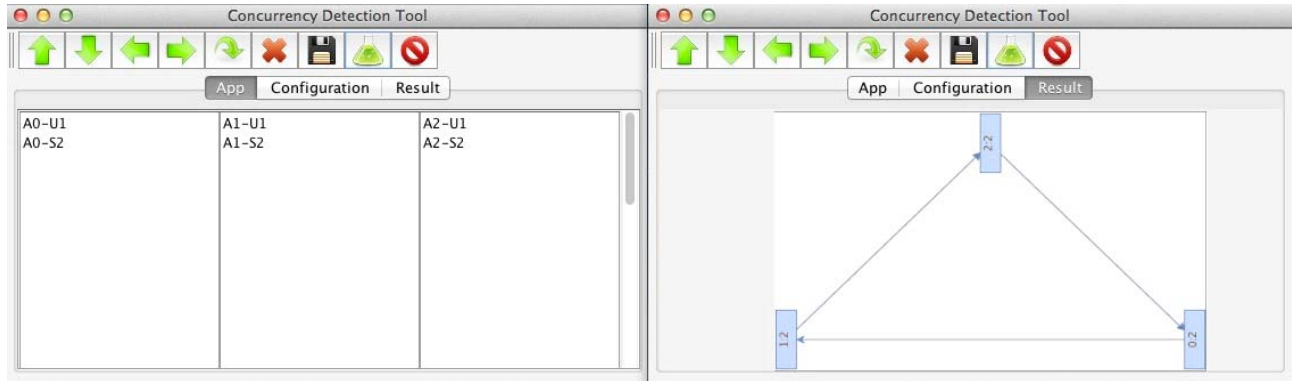 Concurrency Detection Tool
App Configuration Result
A0-U1 A1-U1 A2-U1
A0-S2 A1-S2 A2-S2
Concurrency Detection Tool
App Configuration Result
2:2
1:2
0:2